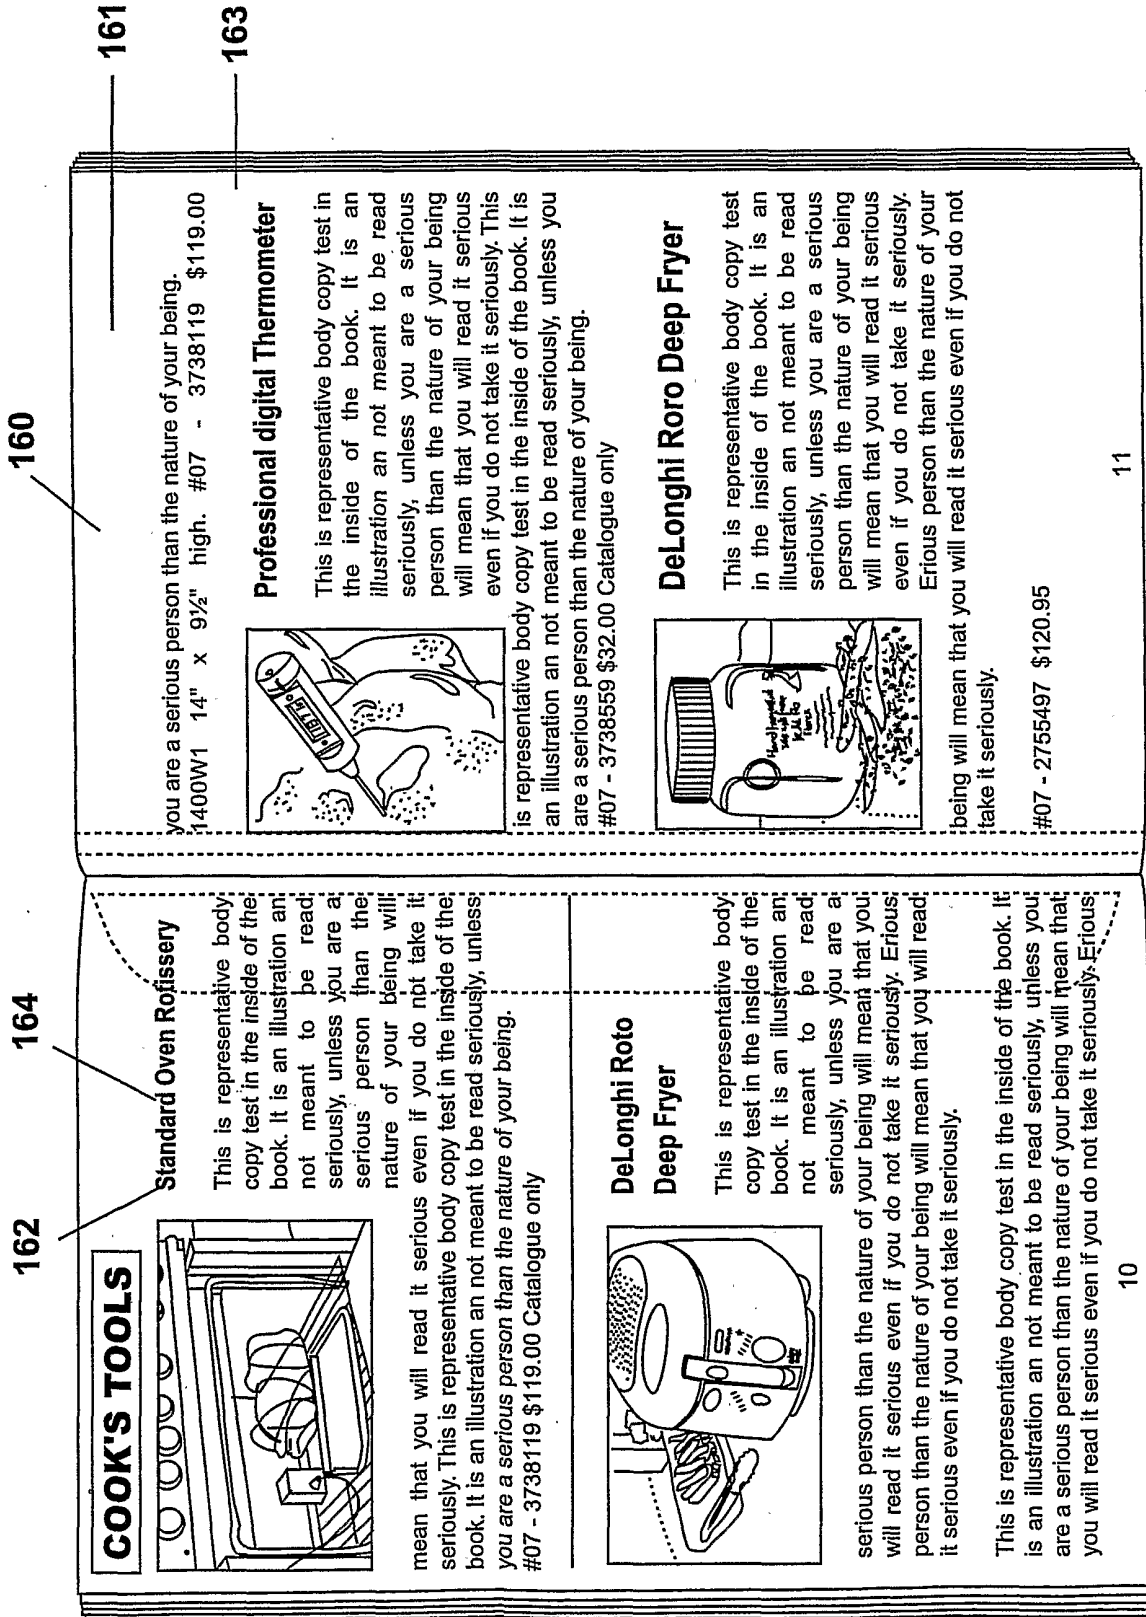 160
161
163
164
162
COOK'S TOOLS
Standard Oven Rotissery
This is representative body
copy test in the inside of the
book. It is an illustration an
not meant to be read
seriously, unless you are a
serious person than the
nature of your being will
mean that you will read it serious even if you do not take it
seriously. This is representative body copy test in the inside of the
book. It is an illustration an not meant to be read seriously, unless
you are a serious person than the nature of your being.
#07 - 3738119 $119.00 Catalogue only
DeLonghi Roto
Deep Fryer
This is representative body
copy test in the inside of the
book. It is an illustration an
not meant to be read
seriously, unless you are a
serious person than the nature of your being will mean that you
will read it serious even if you do not take it seriously. Erious
person than the nature of your being will mean that you will read
it serious even if you do not take it seriously.
This is representative body copy test in the inside of the book. It
is an illustration an not meant to be read seriously, unless you
are a serious person than the nature of your being will mean that
you will read it serious even if you do not take it seriously. Erious
10
you are a serious person than the nature of your being.
1400W1 14" x 9½" high. #07 - 3738119 $119.00
Professional digital Thermometer
This is representative body copy test in
the inside of the book. It is an
illustration an not meant to be read
seriously, unless you are a serious
person than the nature of your being
will mean that you will read it serious
even if you do not take it seriously. This
is representative body copy test in the inside of the book. It is
an illustration an not meant to be read seriously, unless you
are a serious person than the nature of your being.
#07 - 3738559 $32.00 Catalogue only
DeLonghi Roro Deep Fryer
This is representative body copy test
in the inside of the book. It is an
illustration an not meant to be read
seriously, unless you are a serious
person than the nature of your being
will mean that you will read it serious
even if you do not take it seriously.
Erious person than the nature of your
being will mean that you will read it serious even if you do not
take it seriously.
#07 - 2755497 $120.95
11